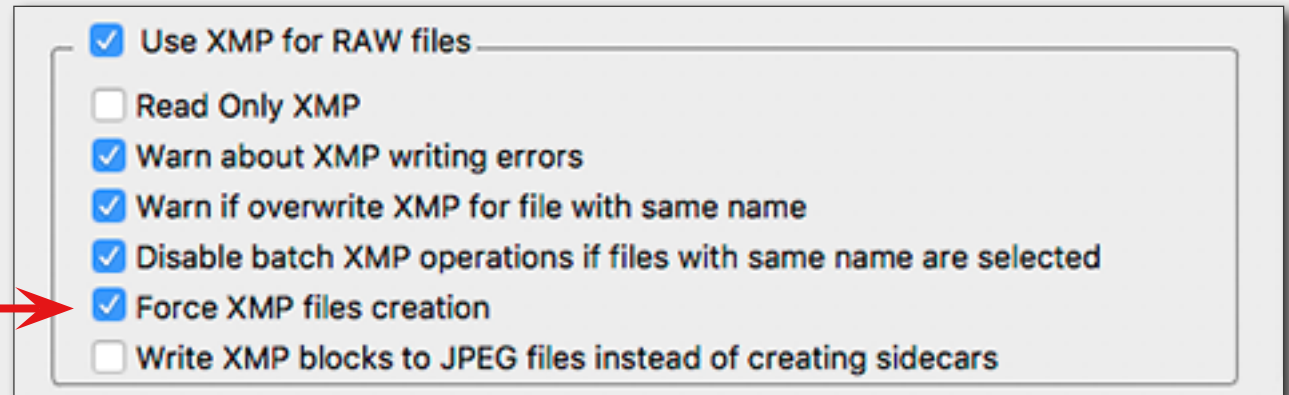 Use XMP for RAW files
Read Only XMP
Warn about XMP writing errors
Warn if overwrite XMP for file with same name
Disable batch XMP operations if files with same name are selected
Force XMP files creation
Write XMP blocks to JPEG files instead of creating sidecars